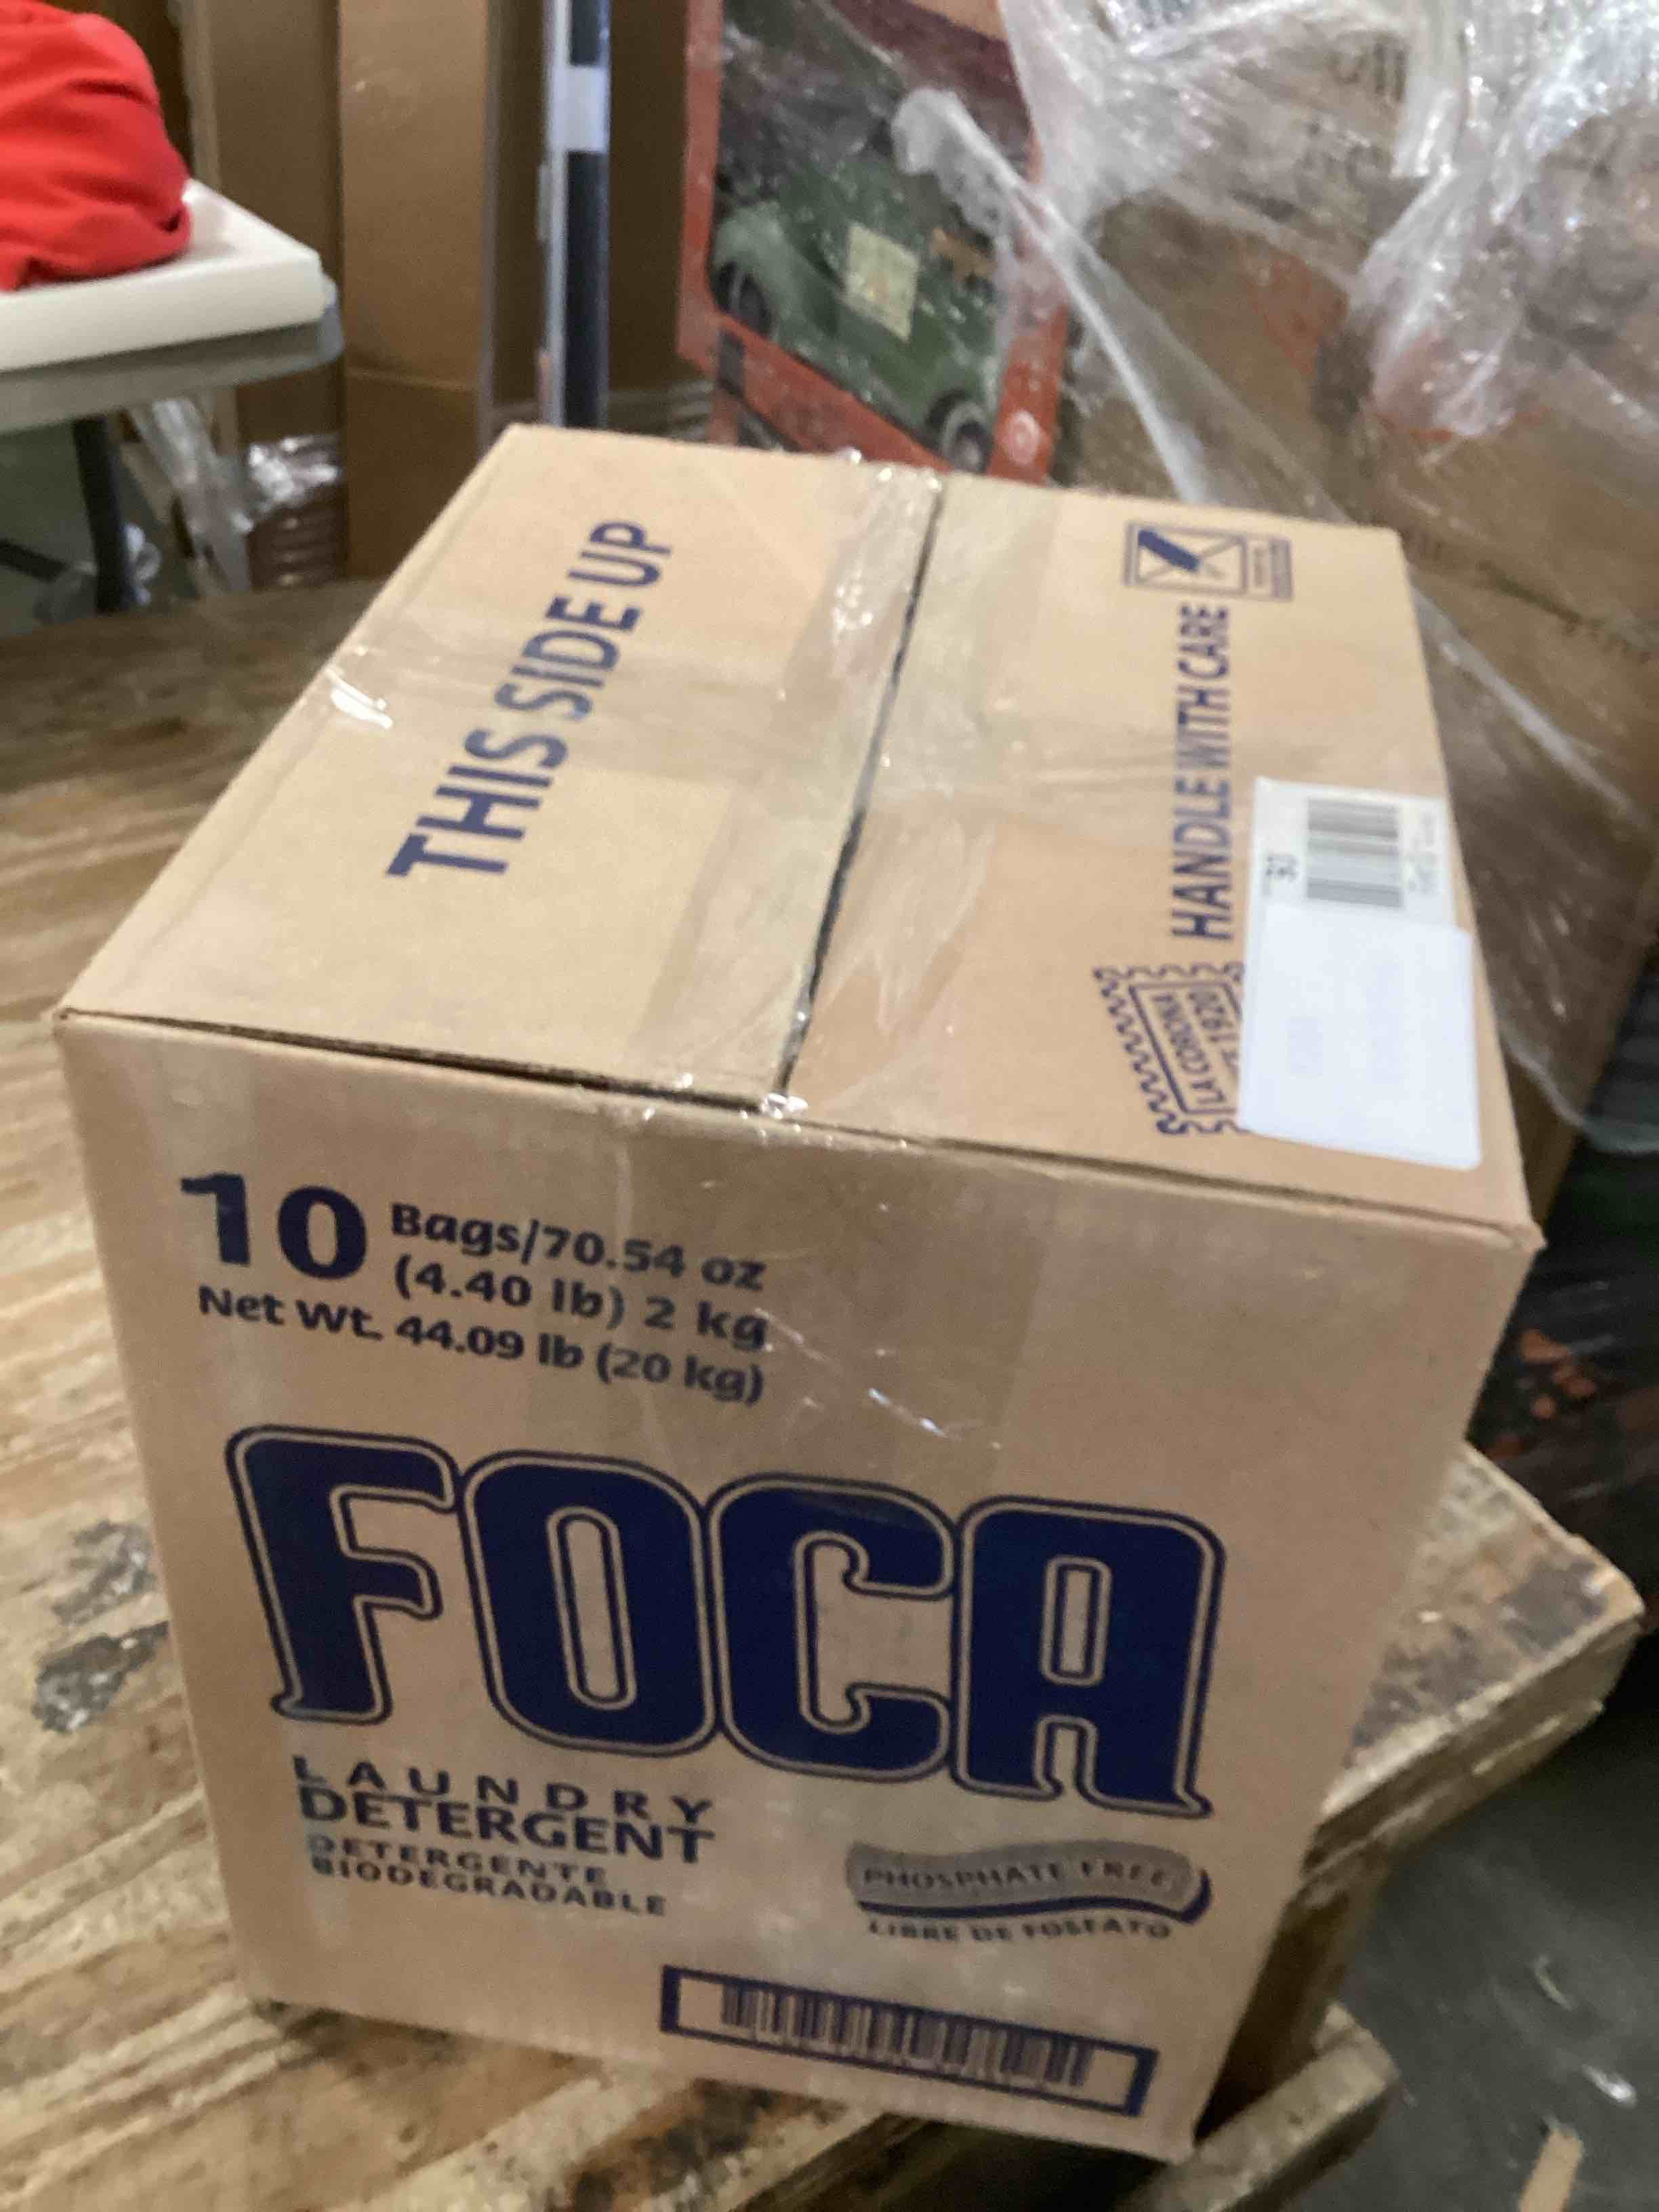 THIS SIDE UP
HANDLE WITH CARE
LA CORONA
1920
10 Bags/70.54 oz
(4.40 lb) 2 kg
Net Wt. 44.09 lb (20 kg)
FOCA
LAUNDRY
DETERGENT
DETERGENTE
BIODEGRADABLE
PHOSPHATE FREE
LIBRE DE FOSFATO